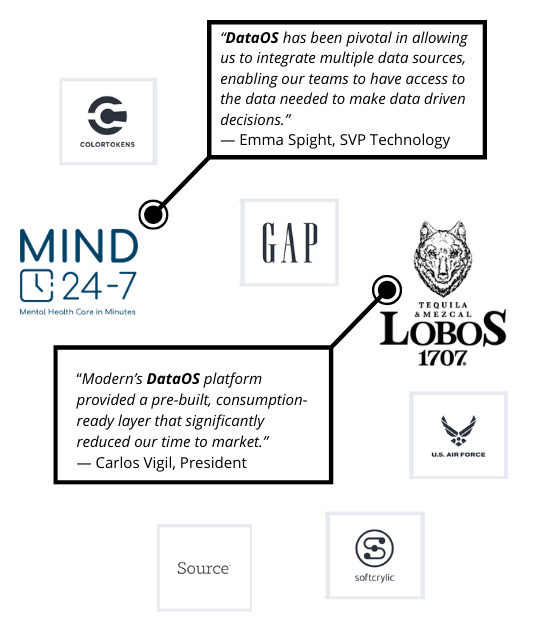 “DataOS has been pivotal in allowing
us to integrate multiple data sources,
enabling our teams to have access to
the data needed to make data driven
decisions.”
— Emma Spight, SVP Technology
COLORTOKENS
MIND
24-7
Mental Health Care in Minutes
GAP
TEQUILA
& MEZCAL
LOBOS
1707.
“Modern’s DataOS platform
provided a pre-built, consumption-
ready layer that significantly
reduced our time to market.”
— Carlos Vigil, President
U.S. AIR FORCE
Source
softcrylic